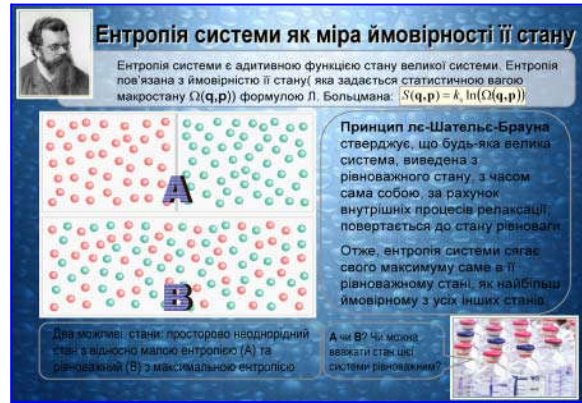 Ентропія системи як міра ймовірності її стану
Ентропія системи є адитивною функцією стану великої системи. Ентропія
пов'язана з ймовірністю її стану( яка задається статистичною вагою
макростану Ω(q,p)) формулою Л. Больцмана: S(q,p) = kв ln(Ω(q,p))
Принцип лє-Шательє-Брауна
стверджує, що будь-яка велика
система, виведена з
рівноважного стану, з часом
сама собою, за рахунок
внутрішніх процесів релаксації,
повертається до стану рівноваги.
Отже, ентропія системи сягає
свого максимуму саме а її
рівноважному стані, як найбільш
ймовірному з усіх інших станів.
A
B
Два можливі стани: просторово неоднорідний
стан з відносно малою ентропією (А) та
рівноважний (В) з максимальною ентропією
А чи В? Чи можна
вважати стан цієї
системи рівноважним?